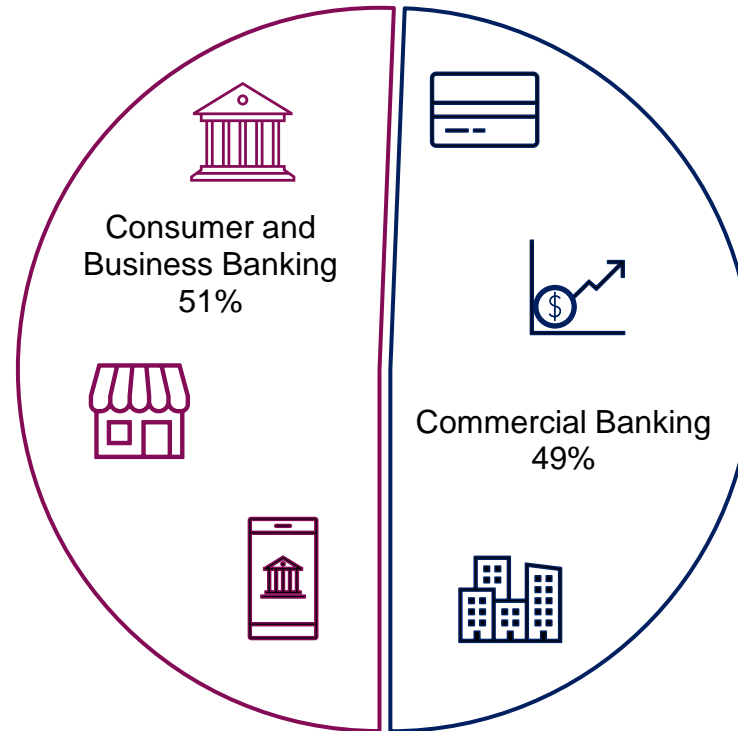 Consumer and
Business Banking
51%
$
Commercial Banking
49%